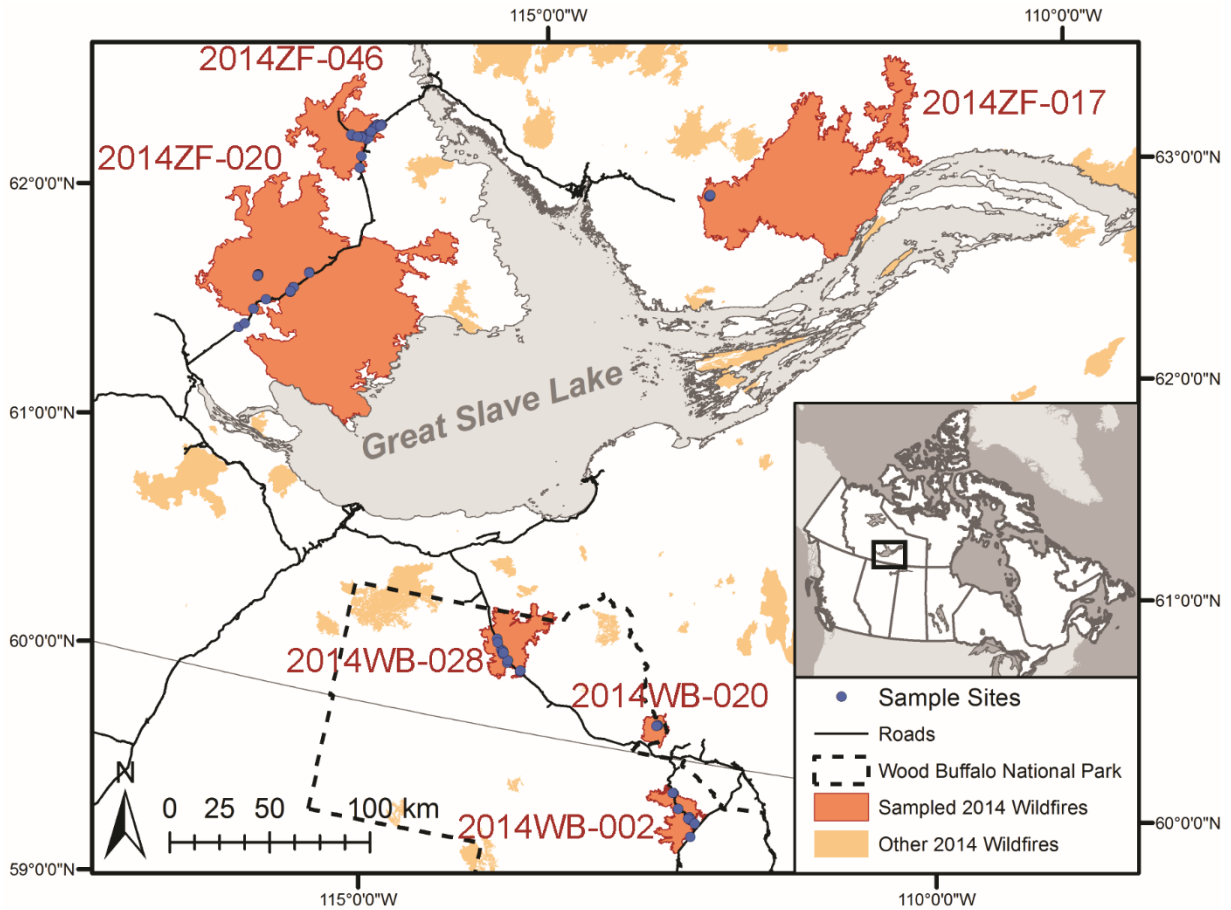 115°0'0"W
110°0'0"W
2014ZF-046
2014ZF-017
2014ZF-020
63°0'0"N
62°0'0"N
62°0'0"N
61°0'0"N
Great Slave Lake
61°0'0"N
60°0'0"N
2014WB-028
2014WB-020
Sample Sites
Roads
N
Wood Buffalo National Park
0 25 50 100 km
Sampled 2014 Wildfires
2014WB-002
60°0'0"N
Other 2014 Wildfires
59°0'0"N
115°0'0"W
110°0'0"W